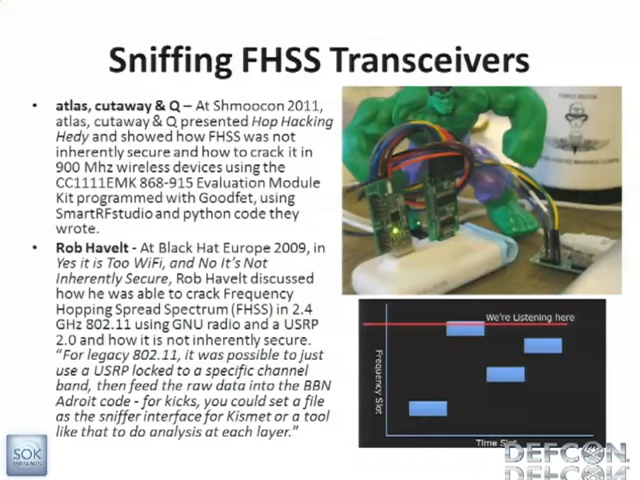 Sniffing FHSS Transceivers
• atlas, cutaway & Q – At Shmoocon 2011,
atlas, cutaway & Q presented Hop Hacking
Hedy and showed how FHSS was not
inherently secure and how to crack it in
900 Mhz wireless devices using the
CC1111EMK 868-915 Evaluation Module
Kit programmed with Goodfet, using
SmartRFstudio and python code they
wrote.
• Rob Havelt - At Black Hat Europe 2009, in
Yes it is Too WiFi, and No It's Not
Inherently Secure, Rob Havelt discussed
how he was able to crack Frequency
Hopping Spread Spectrum (FHSS) in 2.4
GHz 802.11 using GNU radio and a USRP
2.0 and how it is not inherently secure.
"For legacy 802.11, it was possible to just
use a USRP locked to a specific channel
band, then feed the raw data into the BBN
Adroit code - for kicks, you could set a
file as the sniffer interface for Kismet or a tool
like that to do analysis at each layer."
We're Listening here
Frequency Slot
Time Slot
SOK
PRESENTS
DEFCON